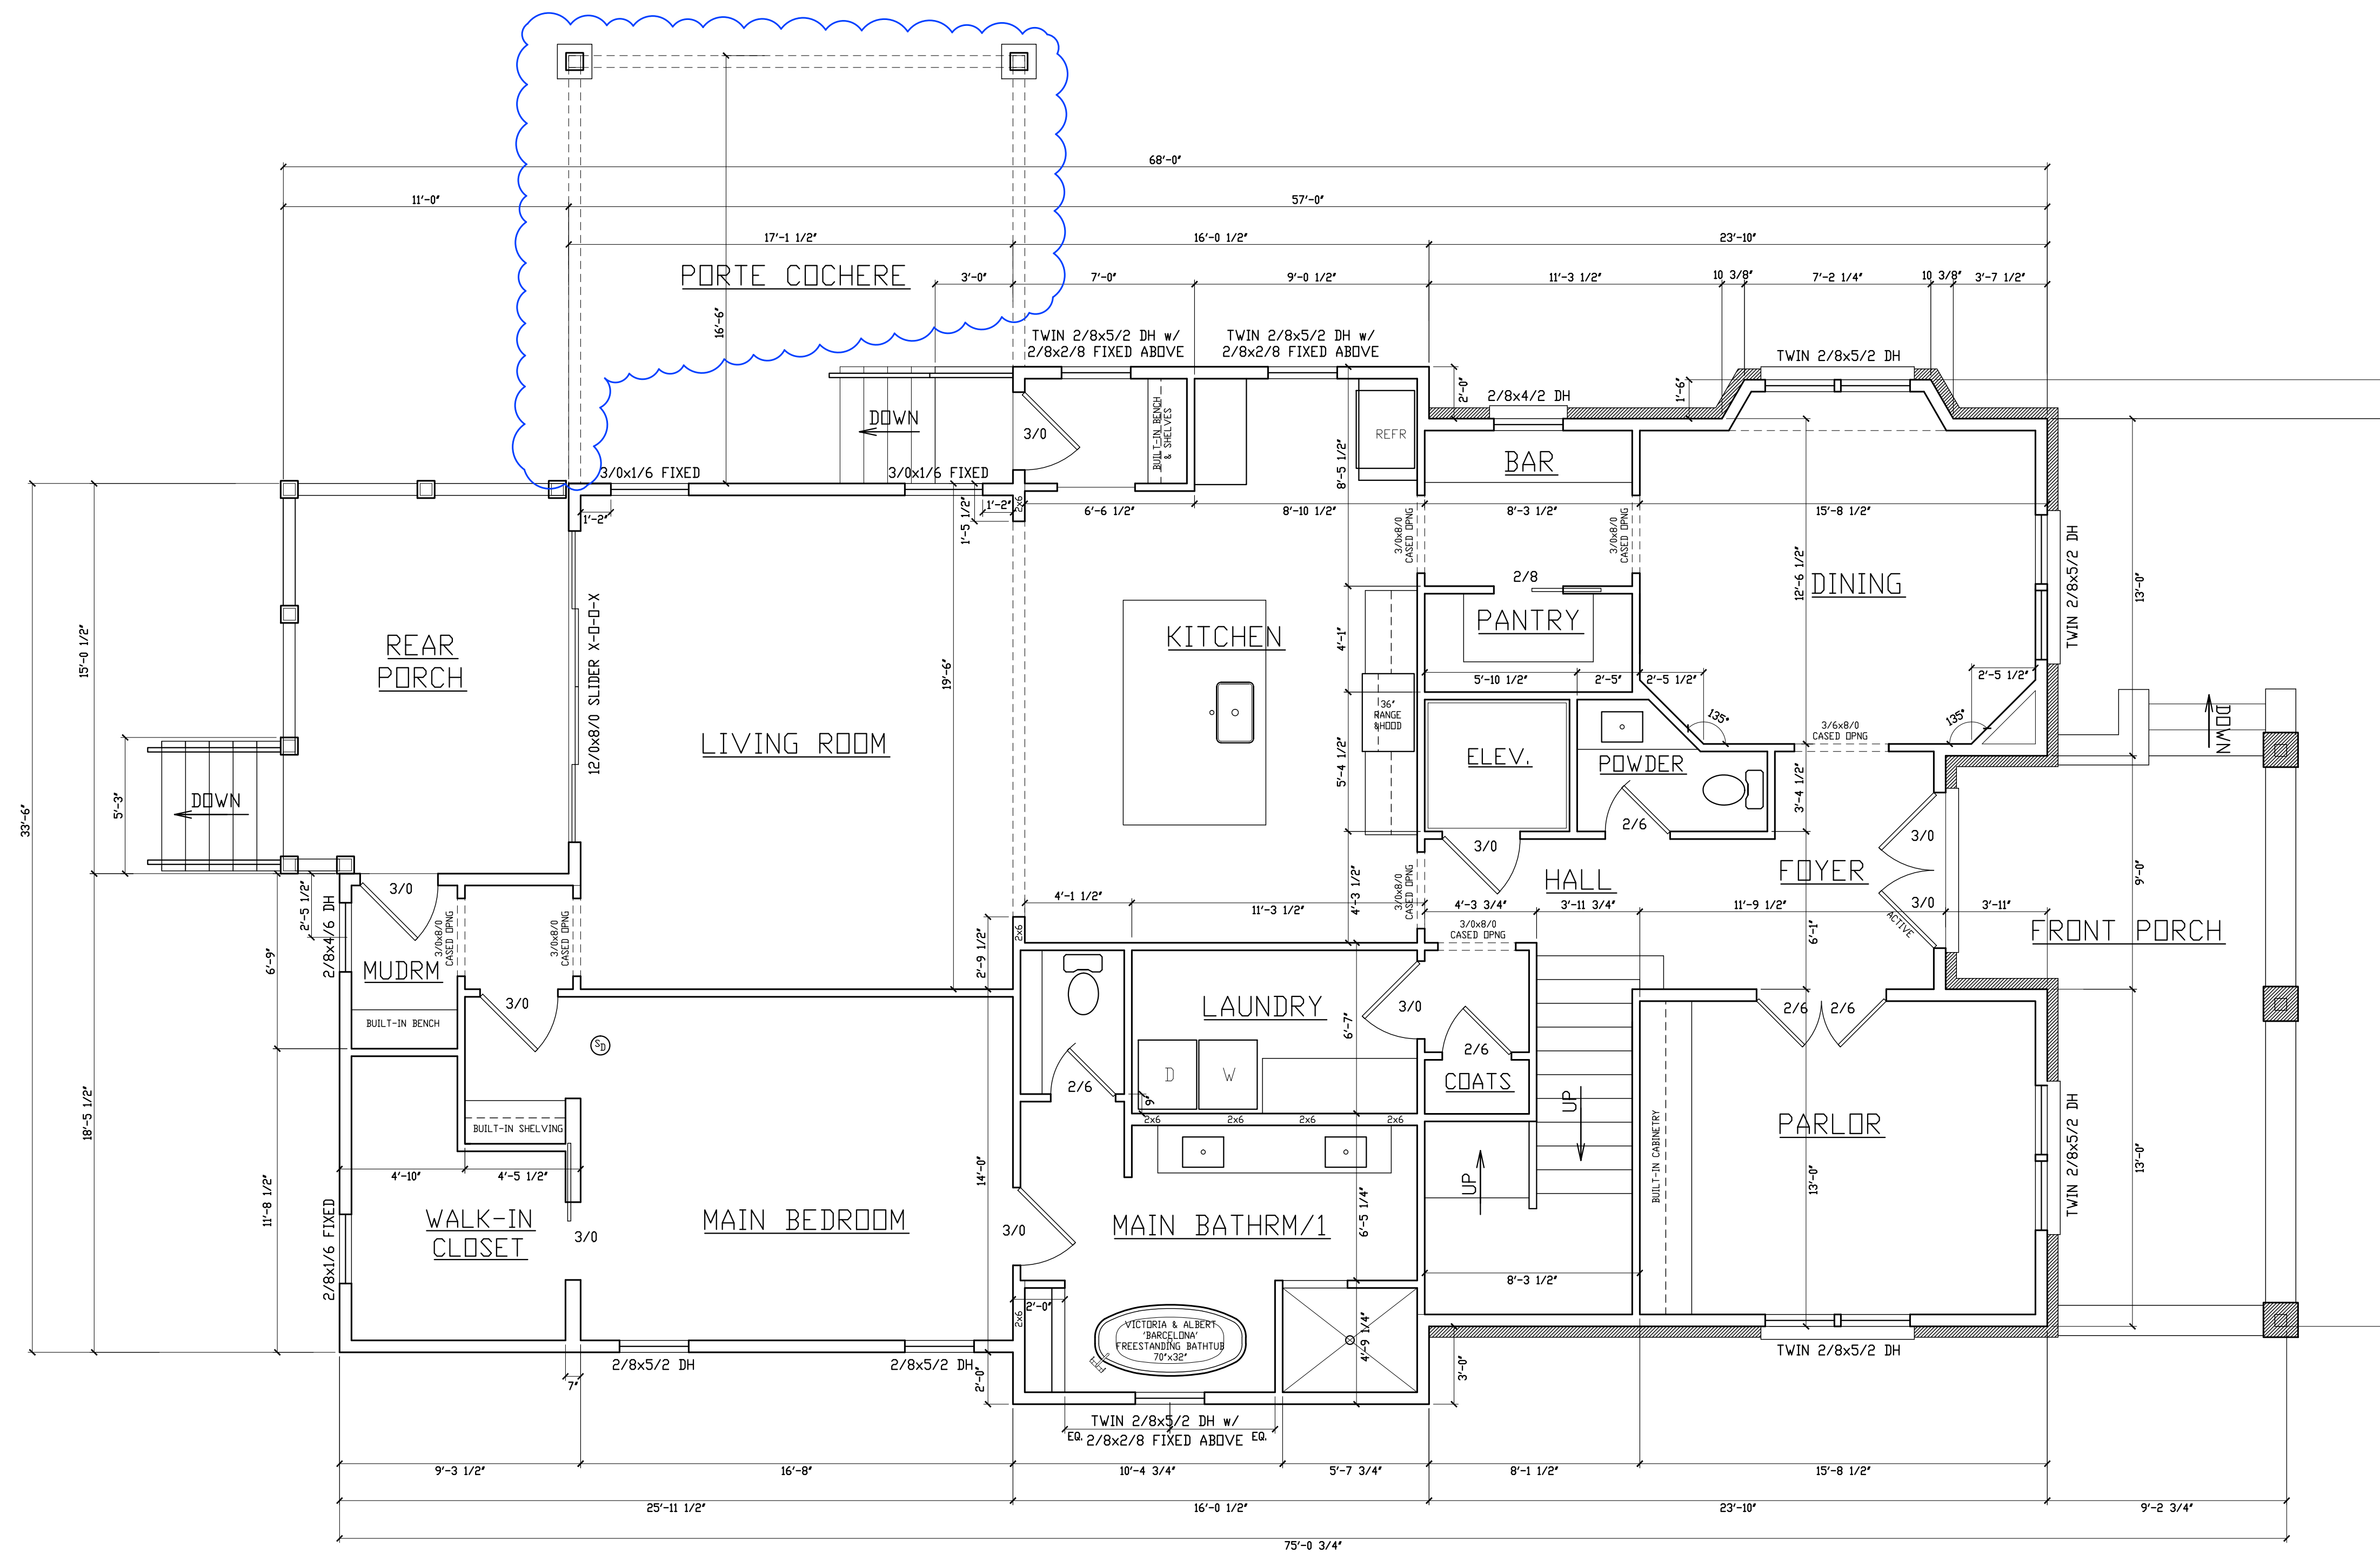 68'-0"
11'-0"
57'-0"
17'-1 1/2"
16'-0 1/2"
23'-10"
PORTE COCHERE
3'-0"
7'-0"
9'-0 1/2"
11'-3 1/2"
10 3/8"
7'-2 1/4"
10 3/8"
3'-7 1/2"
16'-6"
TWIN 2/8x5/2 DH w/
2/8x2/8 FIXED ABOVE
TWIN 2/8x5/2 DH w/
2/8x2/8 FIXED ABOVE
TWIN 2/8x5/2 DH
2'-0"
1'-6"
2/8x4/2 DH
DOWN
3/0
BUILT-IN BENCH
& SHELVES
REFR
8'-5 1/2"
BAR
3/0x1/6 FIXED
3/0x1/6 FIXED
1'-2"
1'-2"
1'-5 1/2"
2x6
6'-6 1/2"
8'-10 1/2"
8'-3 1/2"
15'-8 1/2"
3/0x8/0
CASED OPNG
3/0x8/0
CASED OPNG
2/8
12'-6 1/2"
DINING
TWIN 2/8x5/2 DH
13'-0"
PANTRY
KITCHEN
4'-1"
REAR
PORCH
12/0x8/0 SLIDER X-O-O-X
15'-0 1/2"
19'-6"
5'-10 1/2"
2'-5"
2'-5 1/2"
2'-5 1/2"
36"
RANGE
&HOOD
135°
135°
3/6x8/0
CASED OPNG
DOWN
LIVING ROOM
ELEV.
POWDER
5'-4 1/2"
3'-4 1/2"
DOWN
5'-3"
33'-6"
2/6
3/0
3/0
HALL
FOYER
9'-0"
3/0
3/0
ACTIVE
2'-5 1/2"
2/8x4/6 DH
3/0x8/0
CASED OPNG
3/0x8/0
CASED OPNG
4'-1 1/2"
11'-3 1/2"
4'-3 1/2"
3/0x8/0
CASED OPNG
4'-3 3/4"
3'-11 3/4"
11'-9 1/2"
3'-11"
3/0x8/0
CASED OPNG
6'-1"
FRONT PORCH
2x6
2'-9 1/2"
6'-9"
MUDRM
3/0
BUILT-IN BENCH
LAUNDRY
3/0
6'-7"
2/6
2/6
SD
2/6
D
W
9"
2/6
COATS
UP
18'-5 1/2"
BUILT-IN SHELVING
2x6
2x6
2x6
2x6
BUILT-IN CABINETRY
PARLOR
13'-0"
TWIN 2/8x5/2 DH
13'-0"
4'-10"
4'-5 1/2"
14'-0"
UP
11'-8 1/2"
2/8x1/6 FIXED
WALK-IN
CLOSET
3/0
MAIN BEDROOM
3/0
MAIN BATHRM/1
6'-5 1/4"
8'-3 1/2"
2'-0"
2x6
VICTORIA & ALBERT
'BARCELONA'
FREESTANDING BATHTUB
70"x32"
4'-9 1/4"
3'-0"
TWIN 2/8x5/2 DH
2/8x5/2 DH
2/8x5/2 DH
2'-0"
7"
TWIN 2/8x5/2 DH w/
EQ. 2/8x2/8 FIXED ABOVE EQ.
9'-3 1/2"
16'-8"
10'-4 3/4"
5'-7 3/4"
8'-1 1/2"
15'-8 1/2"
25'-11 1/2"
16'-0 1/2"
23'-10"
9'-2 3/4"
75'-0 3/4"